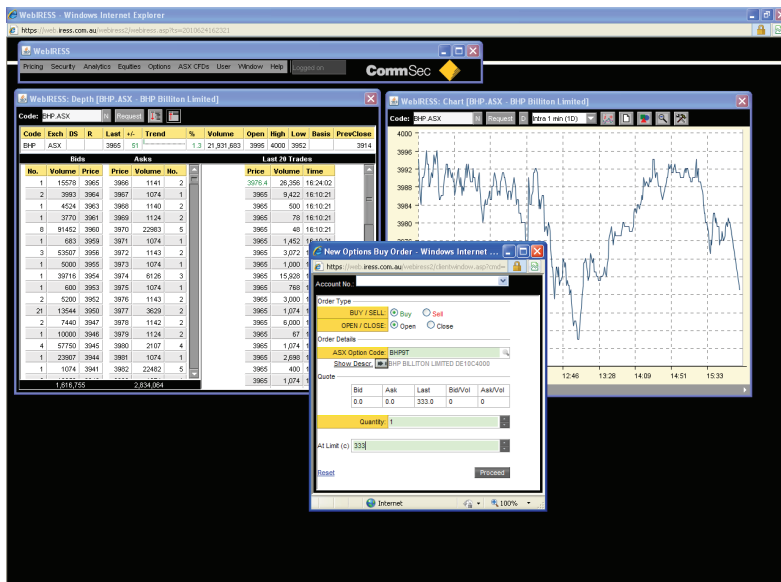 WebIRESS - Windows Internet Explorer
https://web.iress.com.au/webiress2/webiress.asp?ts=2010624162321
WebIRESS
Pricing Security Analytics Equities Options ASX CFDs User Window Help Logged on
CommSec
WebIRESS: Depth [BHP.ASX - BHP Billiton Limited]
Code: BHP.ASX N Request
Code Exch DS R Last +/- Trend % Volume Open High Low Basis PrevClose
BHP ASX 3965 51 1.3 21,931,683 3995 4000 3952 3914
Bids Asks Last 20 Trades
No. Volume Price Price Volume No. Price Volume Time
1 15578 3965 3966 1141 2 3976.4 26,356 16:24:02
2 3993 3964 3967 1074 1 3965 9,422 16:10:21
1 4524 3963 3968 1140 2 3965 500 16:10:21
1 3770 3961 3969 1124 2 3965 78 16:10:21
8 91452 3960 3970 22983 5 3965 48 16:10:21
1 683 3959 3971 1074 1 3965 1,452 16:10:21
3 53507 3956 3972 1143 2 3965 3,072
1 5000 3955 3973 1074 1 3965 1,000
1 39716 3954 3974 6126 3 3965 15,928
1 600 3953 3975 1074 1 3965 768
2 5200 3952 3976 1143 2 3965 3,000
21 13544 3950 3977 3629 2 3965 1,074
2 7440 3947 3978 1142 2 3965 6,000
1 10000 3946 3979 1124 2 3965 67
4 57750 3945 3980 2107 4 3965 1,074
1 23907 3944 3981 1074 1 3965 2,698
1 1074 3941 3982 22482 5 3965 400
3965 1,074
1,616,755 2,834,064
WebIRESS: Chart [BHP.ASX - BHP Billiton Limited]
Code: BHP.ASX N Request D Intra 1 min (1D)
4000
3996
3992
3988
3984
3980
12:46 13:28 14:09 14:51 15:33
New Options Buy Order - Windows Internet ...
https://web.iress.com.au/webiress2/clientwindow.asp?cmd=
Account No.:
Order Type
BUY / SELL: Buy Sell
OPEN / CLOSE: Open Close
Order Details
ASX Option Code: BHP9T
Show Descr. BHP BILLITON LIMITED DE10C4000
Quote
Bid Ask Last Bid/Vol Ask/Vol
0.0 0.0 333.0 0 0
Quantity: 1
At Limit (c) 333
Reset Proceed
Internet 100%